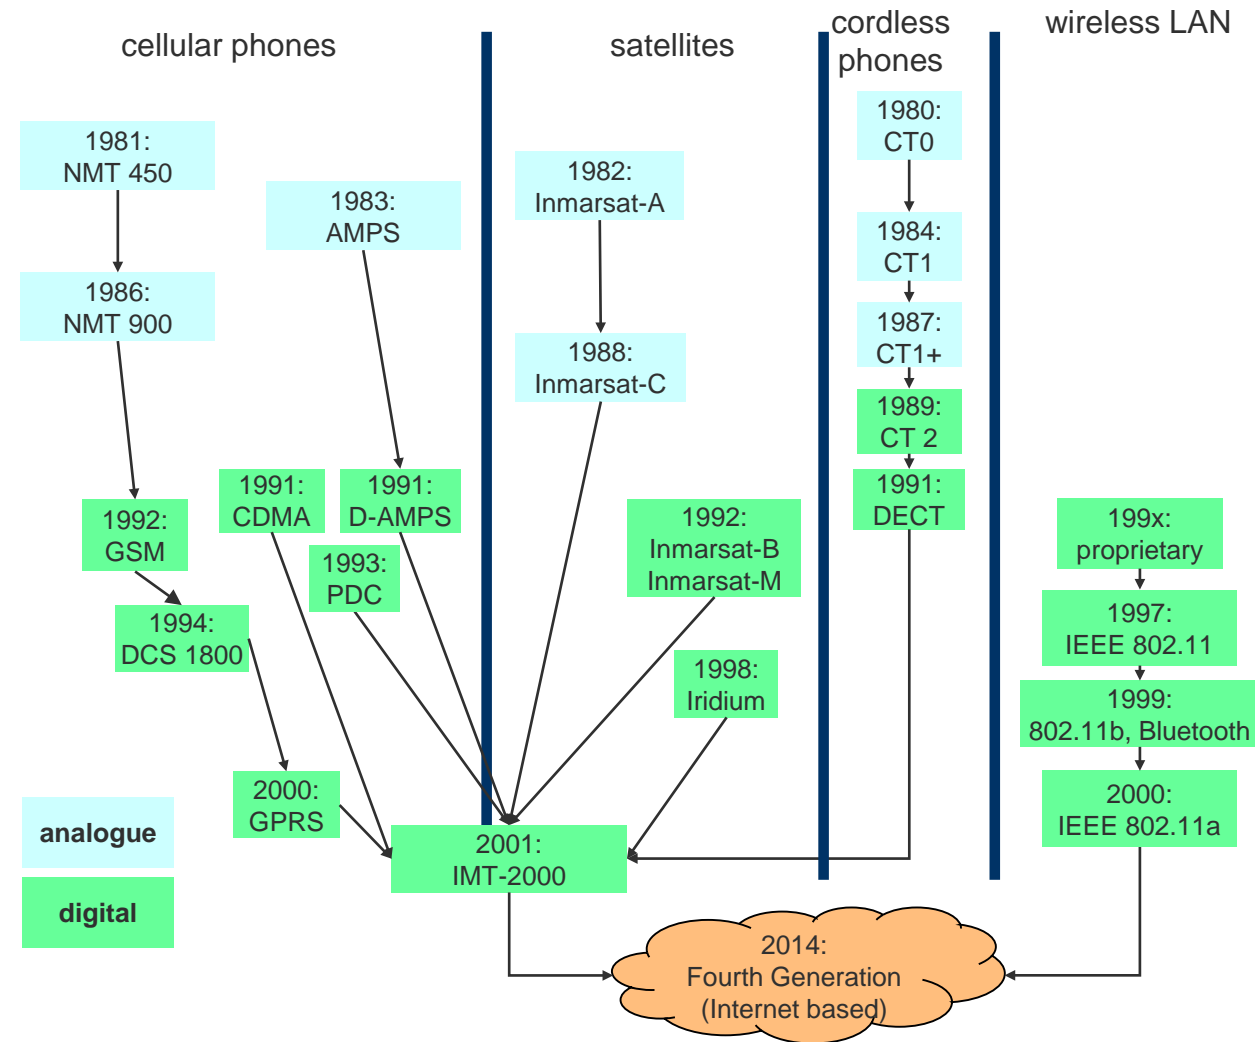 cellular phones
satellites
cordless
phones
wireless LAN
1981:
NMT 450
1986:
NMT 900
1992:
GSM
1994:
DCS 1800
2000:
GPRS
1983:
AMPS
1991:
CDMA
1991:
D-AMPS
1993:
PDC
1982:
Inmarsat-A
1988:
Inmarsat-C
1992:
Inmarsat-B
Inmarsat-M
1998:
Iridium
1980:
CT0
1984:
CT1
1987:
CT1+
1989:
CT 2
1991:
DECT
199x:
proprietary
1997:
IEEE 802.11
1999:
802.11b, Bluetooth
2000:
IEEE 802.11a
2001:
IMT-2000
2014:
Fourth Generation
(Internet based)
analogue
digital